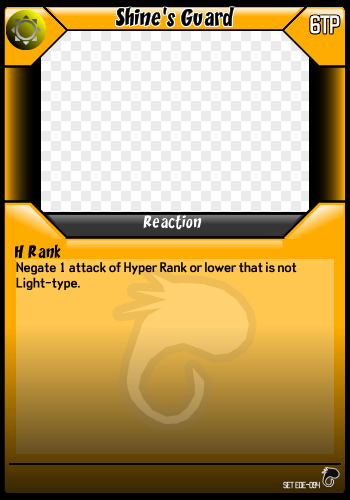 Shine's Guard
6TP
Reaction
H Rank
Negate 1 attack of Hyper Rank or lower that is not
Light-type.
SET EOE-094